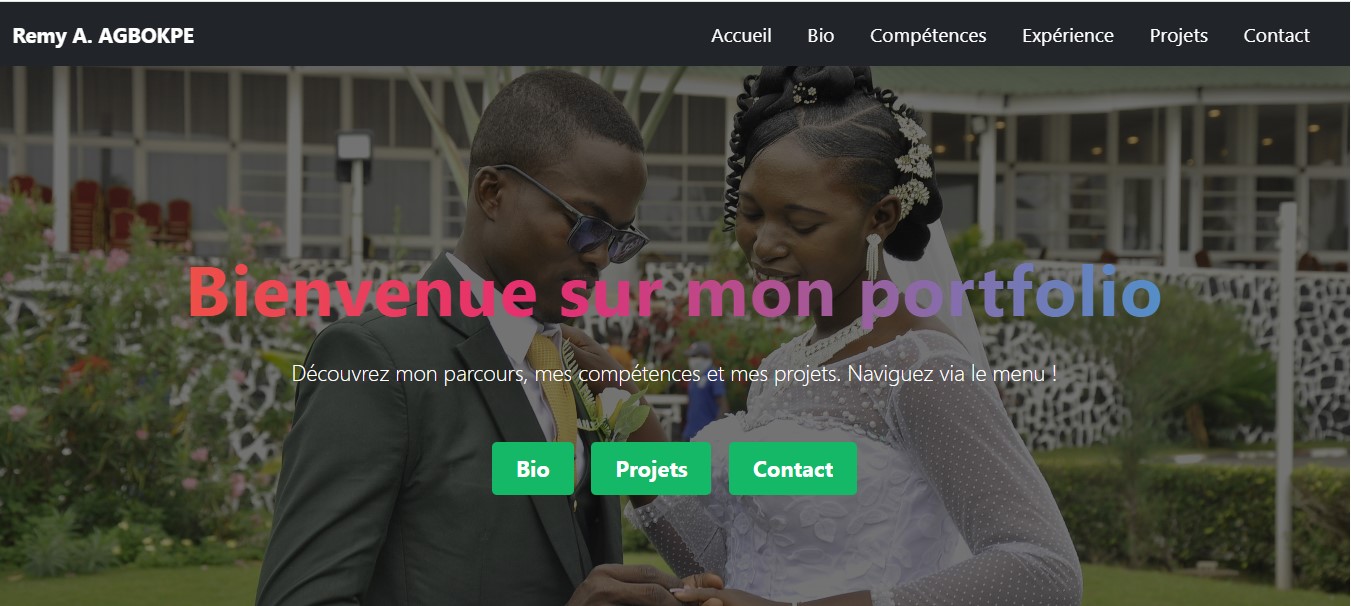 Remy A. AGBOKPE
Accueil Bio Compétences Expérience Projets Contact
Bienvenue sur mon portfolio
Découvrez mon parcours, mes compétences et mes projets. Naviguez via le menu !
Bio Projets Contact